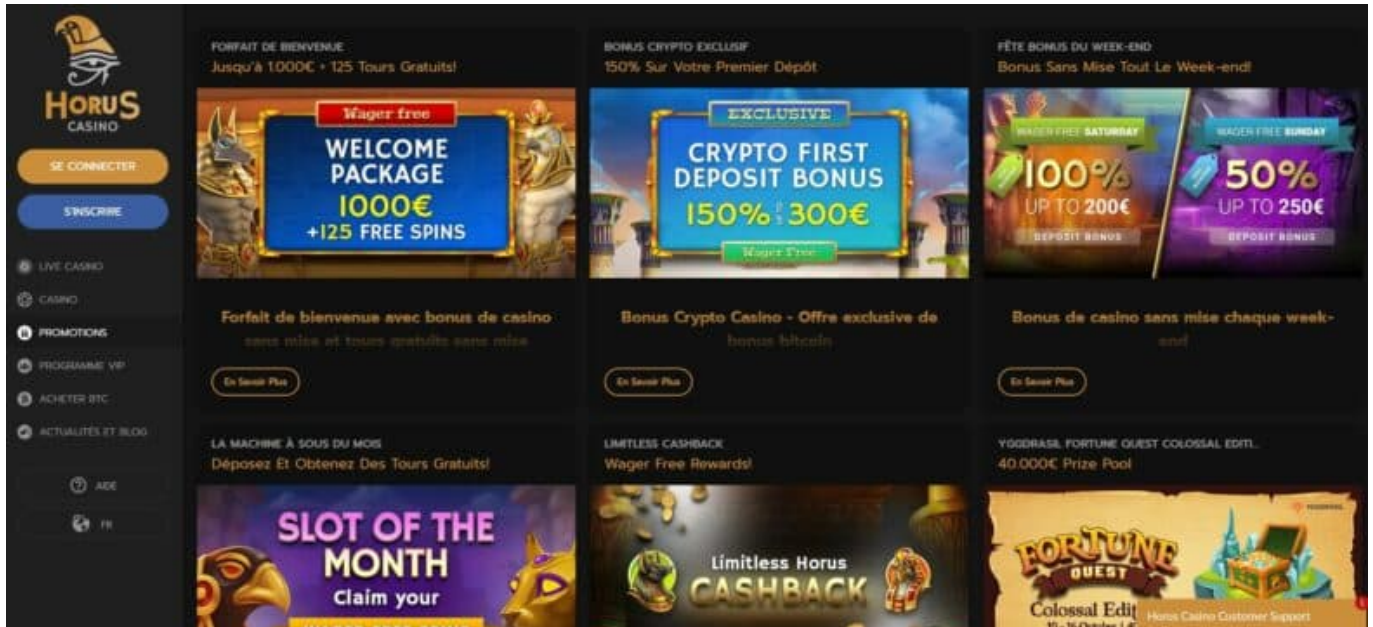 HORUS
CASINO
SE CONNECTER
S'INSCRIRE
LIVE CASINO
CASINO
PROMOTIONS
PROGRAMME VIP
ACHETER BTC
ACTUALITÉS ET BLOG
AIDE
FR
FORFAIT DE BIENVENUE
Jusqu'à 1.000€ + 125 Tours Gratuits!
Wager free
WELCOME
PACKAGE
1000€
+125 FREE SPINS
Forfait de bienvenue avec bonus de casino
sans mise et tours gratuits sans mise
En Savoir Plus
BONUS CRYPTO EXCLUSIF
150% Sur Votre Premier Dépôt
EXCLUSIVE
CRYPTO FIRST
DEPOSIT BONUS
150% 300€
Wager Free
Bonus Crypto Casino - Offre exclusive de
bonus bitcoin
En Savoir Plus
FÊTE BONUS DU WEEK-END
Bonus Sans Mise Tout Le Week-end!
WAGER FREE SATURDAY
100%
UP TO 200€
DEPOSIT BONUS
WAGER FREE SUNDAY
50%
UP TO 250€
DEPOSIT BONUS
Bonus de casino sans mise chaque week-
end
En Savoir Plus
LA MACHINE À SOUS DU MOIS
Déposez Et Obtenez Des Tours Gratuits!
SLOT OF THE
MONTH
Claim your
LIMITLESS CASHBACK
Wager Free Rewards!
Limitless Horus
CASHBACK
YGGDRASIL FORTUNE QUEST COLOSSAL EDITI...
40.000€ Prize Pool
YGGDRASIL
FORTUNE
QUEST
Colossal Edit
Horus Casino Customer Support